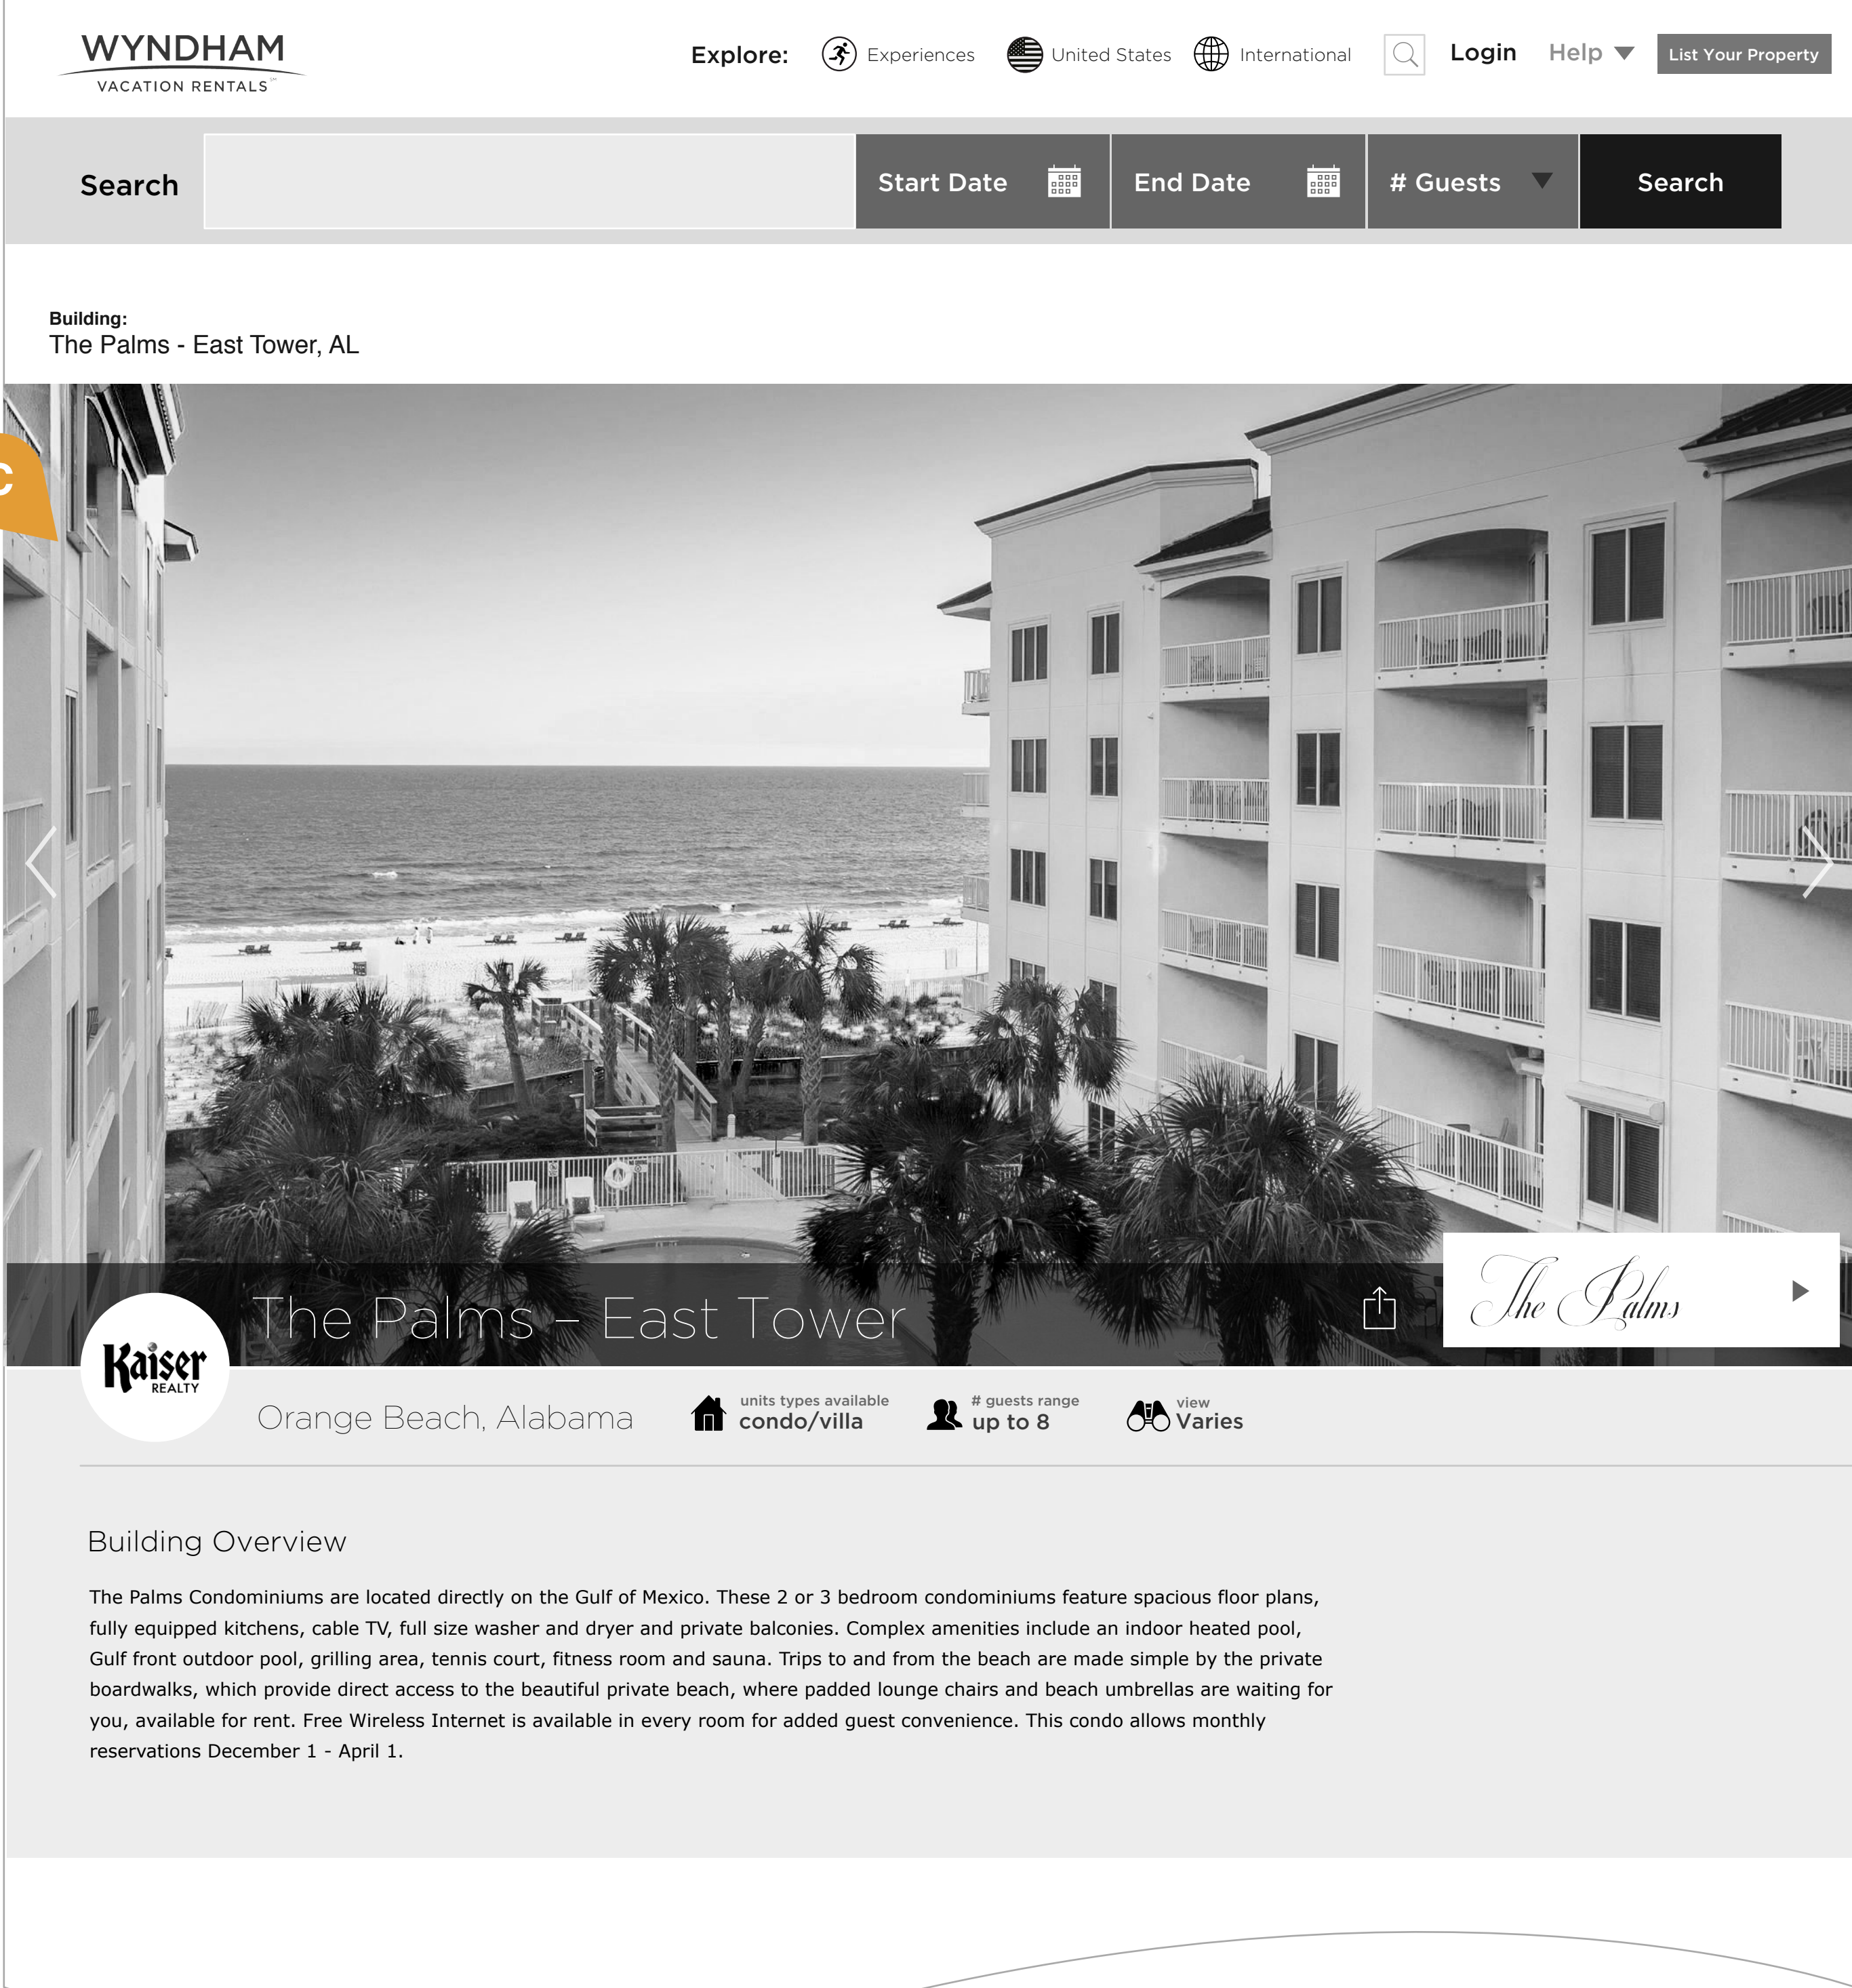 WYNDHAM
VACATION RENTALS℠
Explore: Experiences United States International Login Help List Your Property
Search Start Date End Date # Guests Search
Building:
The Palms - East Tower, AL
C
The Palms – East Tower
The Palms
Kaiser
REALTY
Orange Beach, Alabama
units types available
condo/villa
# guests range
up to 8
view
Varies
Building Overview
The Palms Condominiums are located directly on the Gulf of Mexico. These 2 or 3 bedroom condominiums feature spacious floor plans,
fully equipped kitchens, cable TV, full size washer and dryer and private balconies. Complex amenities include an indoor heated pool,
Gulf front outdoor pool, grilling area, tennis court, fitness room and sauna. Trips to and from the beach are made simple by the private
boardwalks, which provide direct access to the beautiful private beach, where padded lounge chairs and beach umbrellas are waiting for
you, available for rent. Free Wireless Internet is available in every room for added guest convenience. This condo allows monthly
reservations December 1 - April 1.